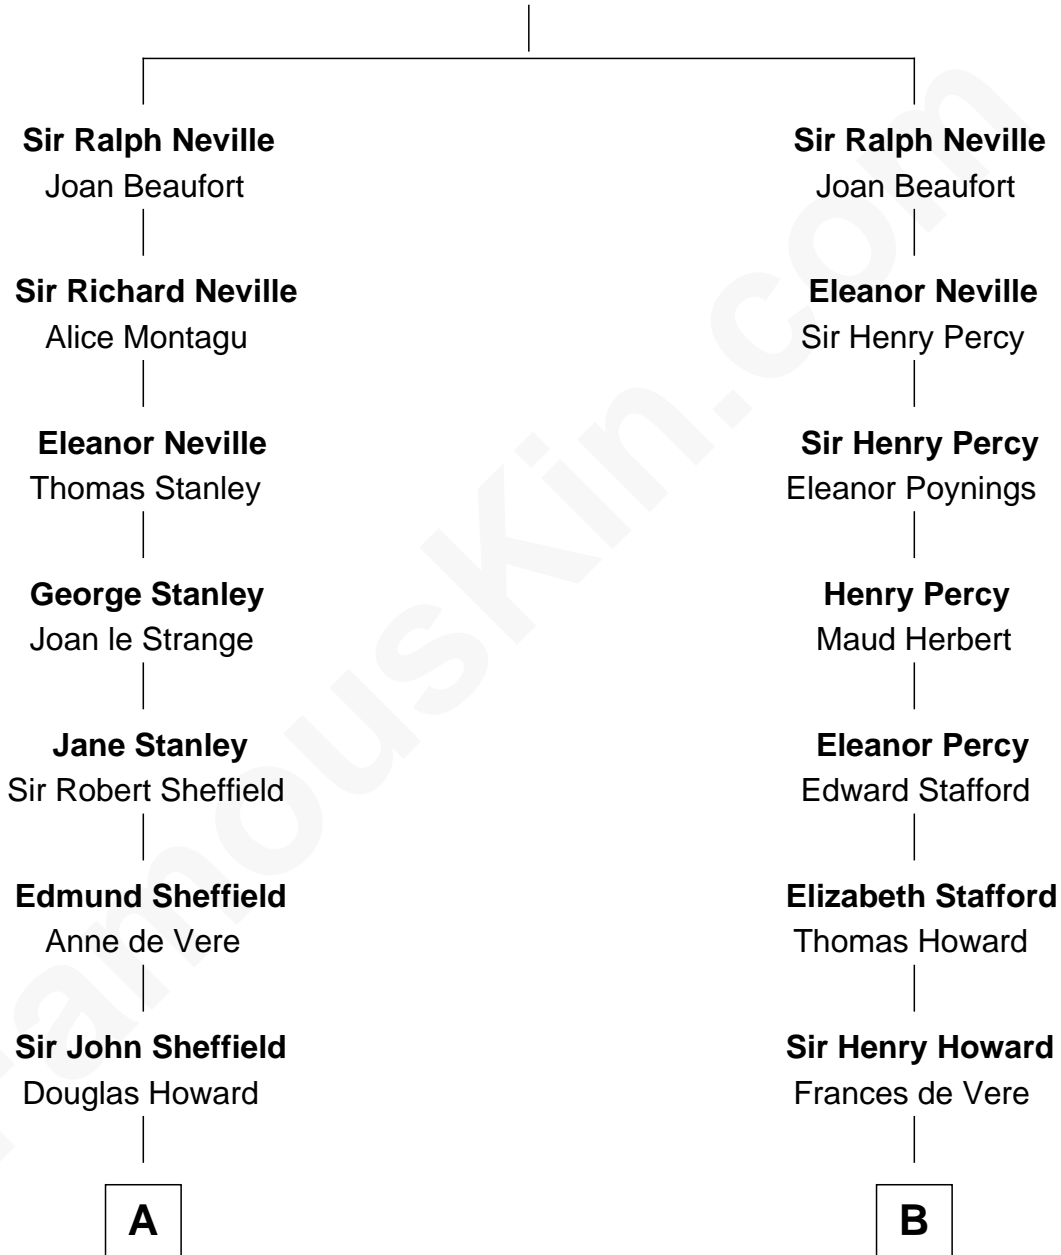 Sir Ralph Neville
Joan Beaufort
Sir Richard Neville
Alice Montagu
Eleanor Neville
Thomas Stanley
George Stanley
Joan le Strange
Jane Stanley
Sir Robert Sheffield
Edmund Sheffield
Anne de Vere
Sir John Sheffield
Douglas Howard
A
Sir Ralph Neville
Joan Beaufort
Eleanor Neville
Sir Henry Percy
Sir Henry Percy
Eleanor Poynings
Henry Percy
Maud Herbert
Eleanor Percy
Edward Stafford
Elizabeth Stafford
Thomas Howard
Sir Henry Howard
Frances de Vere
B
FamousKin.com